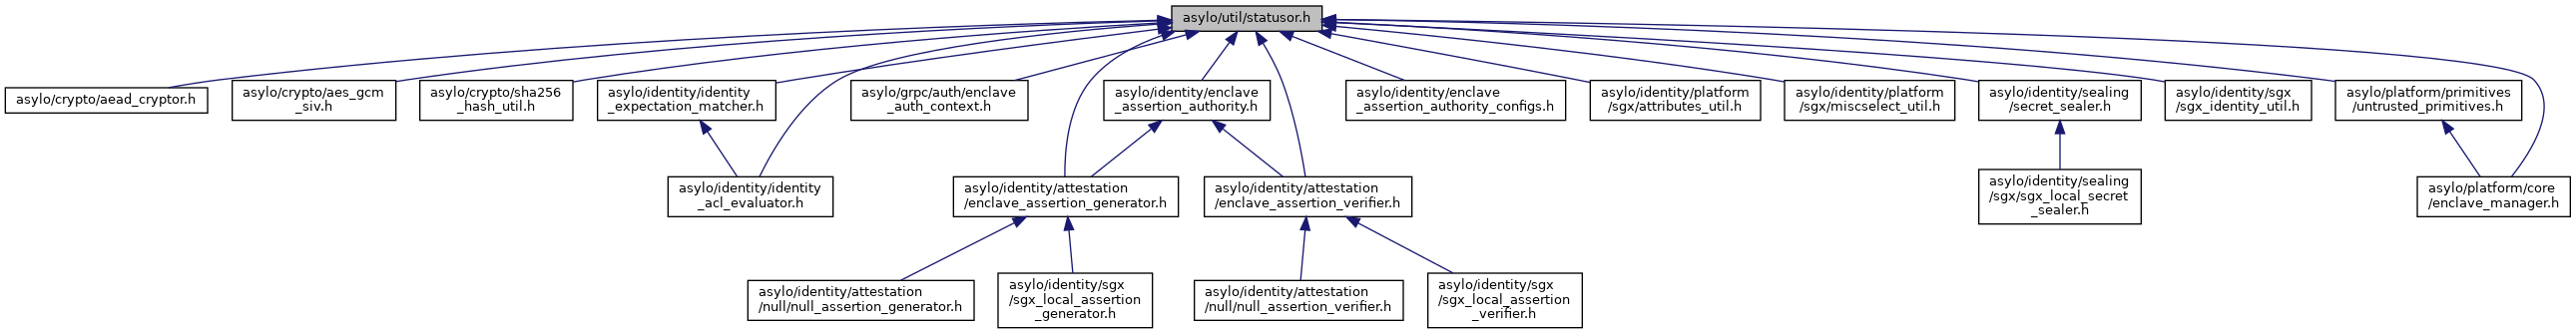 asylo/util/statusor.h
asylo/crypto/aead_cryptor.h
asylo/crypto/aes_gcm
_siv.h
asylo/crypto/sha256
_hash_util.h
asylo/identity/identity
_expectation_matcher.h
asylo/grpc/auth/enclave
_auth_context.h
asylo/identity/enclave
_assertion_authority.h
asylo/identity/enclave
_assertion_authority_configs.h
asylo/identity/platform
/sgx/attributes_util.h
asylo/identity/platform
/sgx/miscselect_util.h
asylo/identity/sealing
/secret_sealer.h
asylo/identity/sgx
/sgx_identity_util.h
asylo/platform/primitives
/untrusted_primitives.h
asylo/identity/identity
_acl_evaluator.h
asylo/identity/attestation
/enclave_assertion_generator.h
asylo/identity/attestation
/enclave_assertion_verifier.h
asylo/identity/sealing
/sgx/sgx_local_secret
_sealer.h
asylo/platform/core
/enclave_manager.h
asylo/identity/attestation
/null/null_assertion_generator.h
asylo/identity/sgx
/sgx_local_assertion
_generator.h
asylo/identity/attestation
/null/null_assertion_verifier.h
asylo/identity/sgx
/sgx_local_assertion
_verifier.h